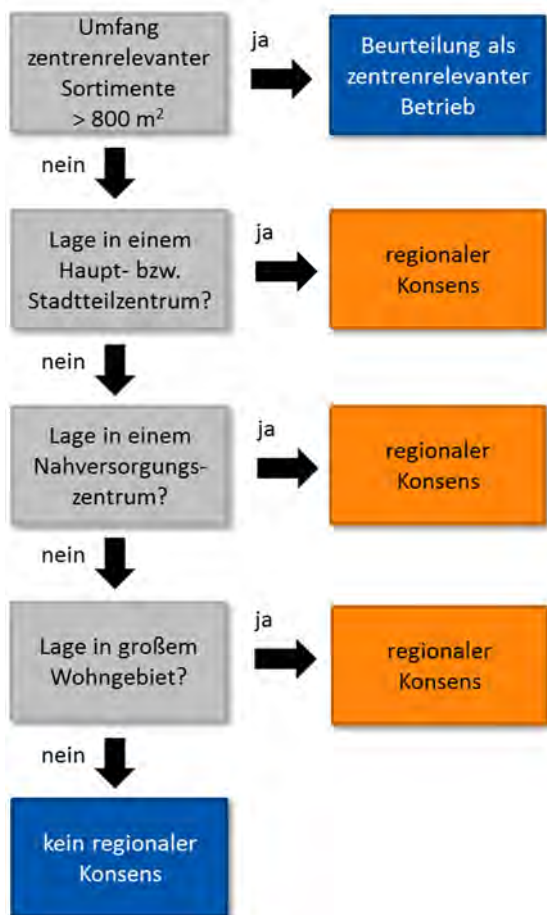 Umfang
zentrenrelevanter
Sortimente
> 800 m²
ja
Beurteilung als
zentrenrelevanter
Betrieb
nein
Lage in einem
Haupt- bzw.
Stadtteilzentrum?
ja
regionaler
Konsens
nein
Lage in einem
Nahversorgungs-
zentrum?
ja
regionaler
Konsens
nein
Lage in großem
Wohngebiet?
ja
regionaler
Konsens
nein
kein regionaler
Konsens